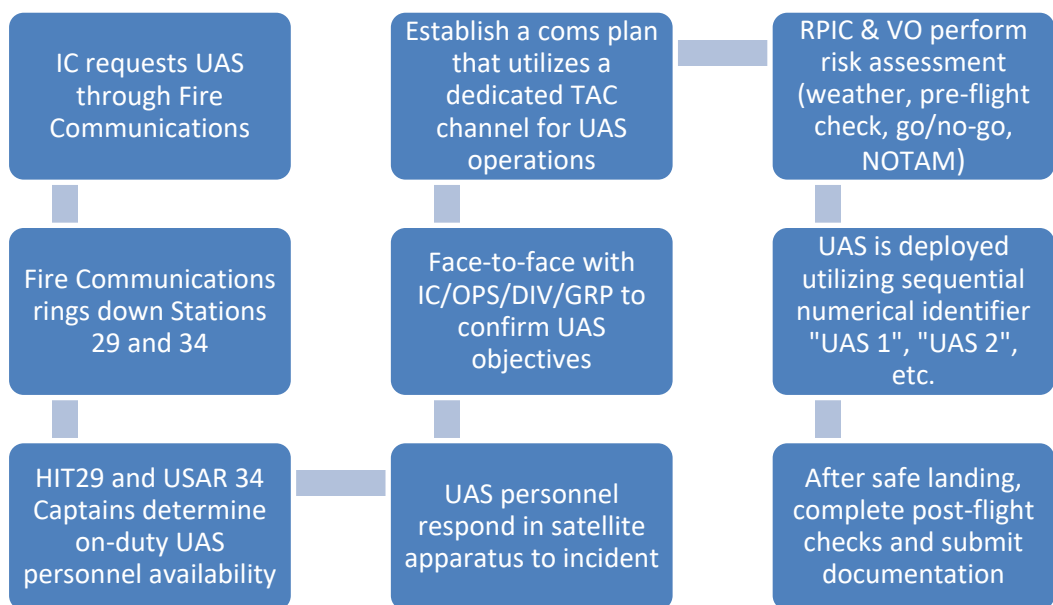 IC requests UAS
through Fire
Communications
Fire Communications
rings down Stations
29 and 34
HIT29 and USAR 34
Captains determine
on-duty UAS
personnel availability
UAS personnel
respond in satellite
apparatus to incident
Face-to-face with
IC/OPS/DIV/GRP to
confirm UAS
objectives
Establish a coms plan
that utilizes a
dedicated TAC
channel for UAS
operations
RPIC & VO perform
risk assessment
(weather, pre-flight
check, go/no-go,
NOTAM)
UAS is deployed
utilizing sequential
numerical identifier
"UAS 1", "UAS 2",
etc.
After safe landing,
complete post-flight
checks and submit
documentation